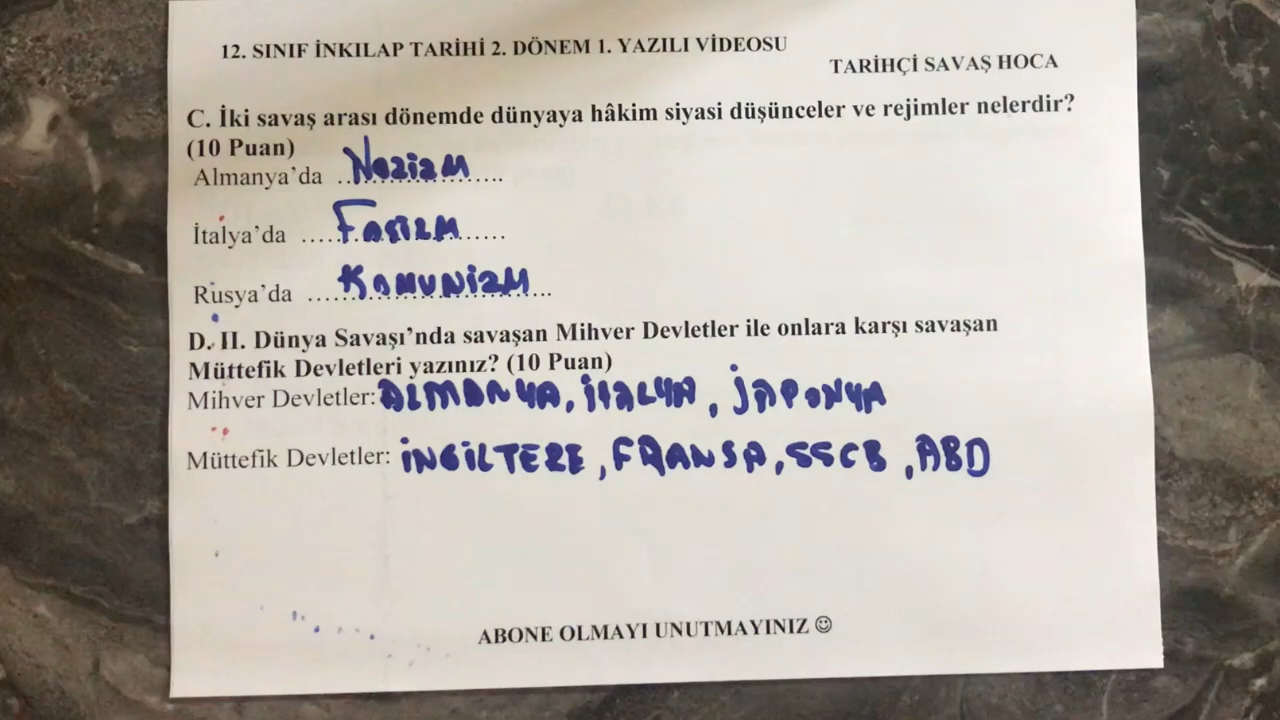 12. SINIF İNKILAP TARİHİ 2. DÖNEM 1. YAZILI VİDEOSU
TARİHÇİ SAVAŞ HOCA
C. İki savaş arası dönemde dünyaya hâkim siyasi düşünceler ve rejimler nelerdir?
(10 Puan)
Almanya’da ..Nazizm.....
İtalya’da .....Faşizm......
Rusya’da ...Komunizm...
D. II. Dünya Savaşı’nda savaşan Mihver Devletler ile onlara karşı savaşan
Müttefik Devletleri yazınız? (10 Puan)
Mihver Devletler: ALMANYA, İTALYA, JAPONYA
Müttefik Devletler: İNGİLTERE, FRANSA, SSCB, ABD
ABONE OLMAYI UNUTMAYINIZ ☺